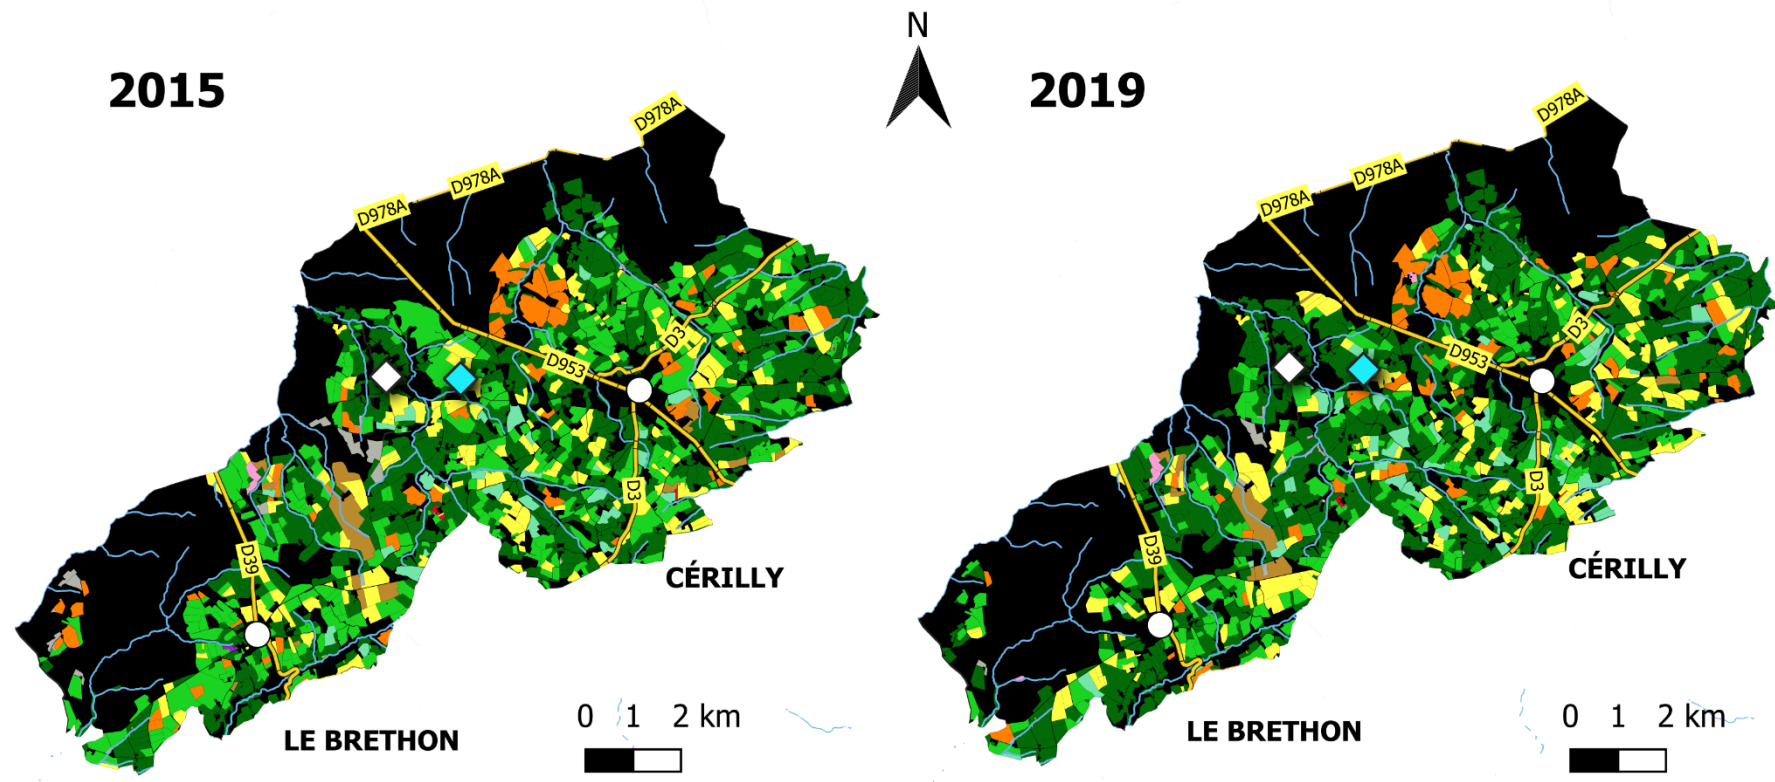 N
2015
2019
D978A
D978A
D978A
D953
D3
D3
D39
CÉRILLY
LE BRETHON
0 1 2 km
D978A
D978A
D978A
D953
D3
D3
D39
CÉRILLY
LE BRETHON
0 1 2 km